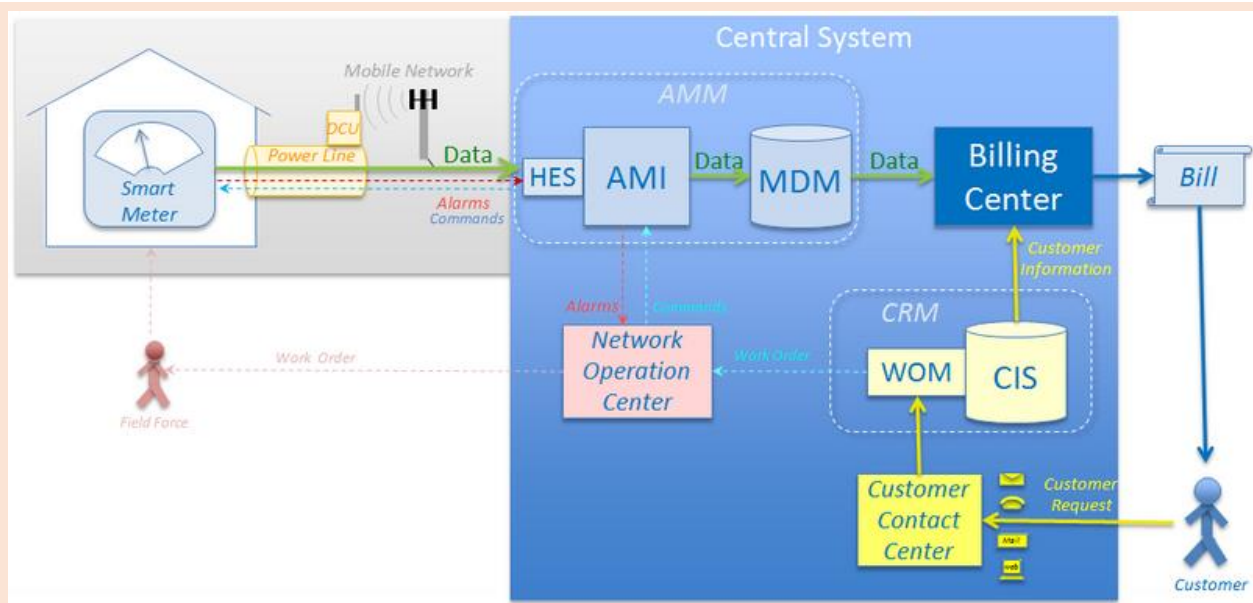 Central System
Mobile Network
AMM
DCU
Power Line
Smart
Meter
Data
HES
AMI
Data
MDM
Data
Billing
Center
Bill
Alarms
Commands
Customer
Information
Alarms
Commands
CRM
Network
Operation
Center
Work Order
Work Order
WOM
CIS
Field Force
Customer
Contact
Center
Customer
Request
Mail
web
Customer